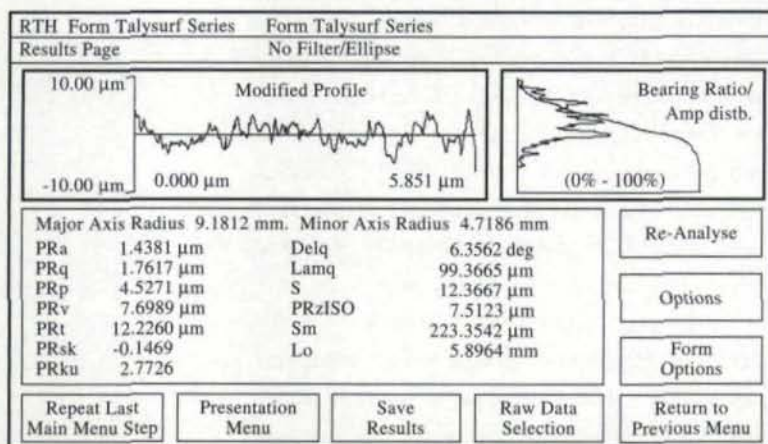 RTH Form Talysurf Series Form Talysurf Series
Results Page No Filter/Ellipse
10.00 µm Modified Profile
-10.00 µm 0.000 µm 5.851 µm
Bearing Ratio/
Amp distb.
(0% - 100%)
Major Axis Radius 9.1812 mm. Minor Axis Radius 4.7186 mm
PRa 1.4381 µm Delq 6.3562 deg
PRq 1.7617 µm Lamq 99.3665 µm
PRp 4.5271 µm S 12.3667 µm
PRv 7.6989 µm PRzISO 7.5123 µm
PRt 12.2260 µm Sm 223.3542 µm
PRsk -0.1469 Lo 5.8964 mm
PRku 2.7726
Re-Analyse
Options
Form
Options
Repeat Last
Main Menu Step
Presentation
Menu
Save
Results
Raw Data
Selection
Return to
Previous Menu